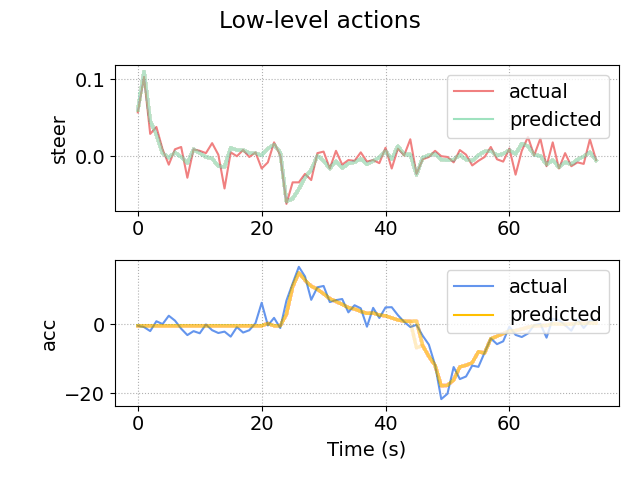 Low-level actions
0.1
0.0
steer
actual
predicted
0
20
40
60
0
−20
acc
actual
predicted
0
20
40
60
Time (s)